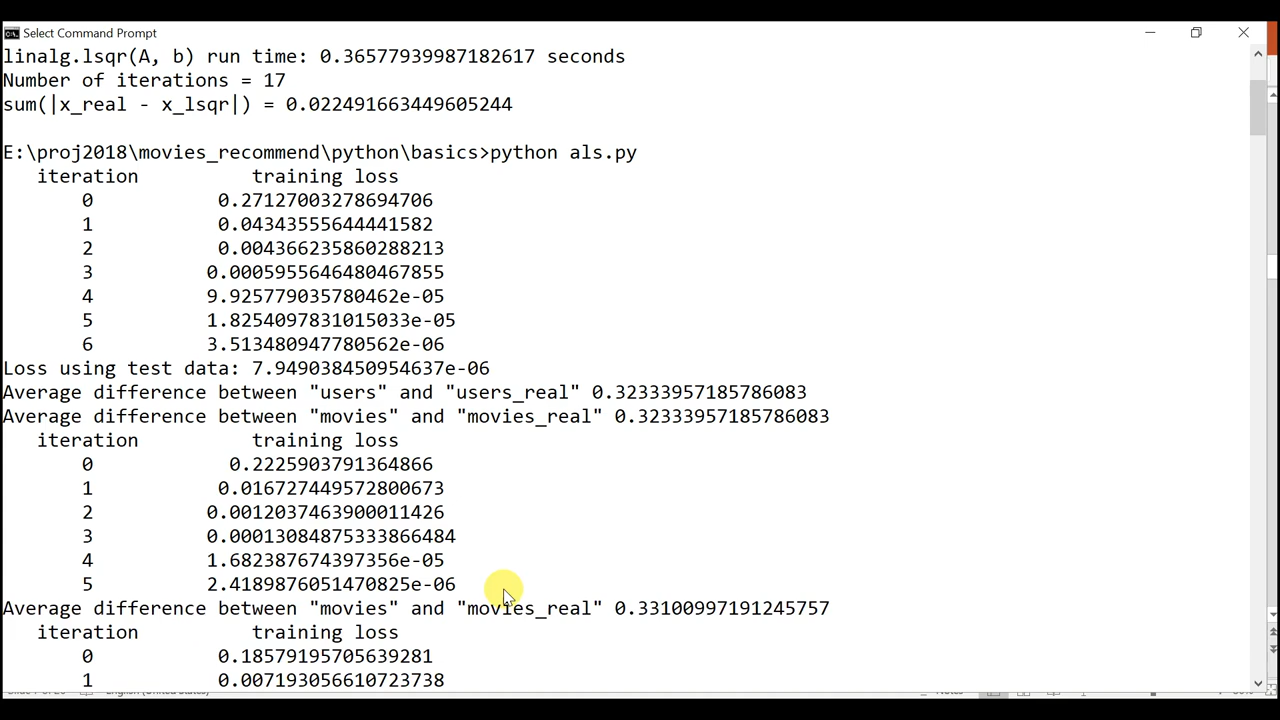 Select Command Prompt
linalg.lsqr(A, b) run time: 0.36577939987182617 seconds
Number of iterations = 17
sum(|x_real - x_lsqr|) = 0.022491663449605244
E:\proj2018\movies_recommend\python\basics>python als.py
iteration training loss
0 0.27127003278694706
1 0.04343555644441582
2 0.004366235860288213
3 0.0005955646480467855
4 9.925779035780462e-05
5 1.8254097831015033e-05
6 3.513480947780562e-06
Loss using test data: 7.949038450954637e-06
Average difference between "users" and "users_real" 0.32333957185786083
Average difference between "movies" and "movies_real" 0.32333957185786083
iteration training loss
0 0.2225903791364866
1 0.016727449572800673
2 0.0012037463900011426
3 0.00013084875333866484
4 1.682387674397356e-05
5 2.4189876051470825e-06
Average difference between "movies" and "movies_real" 0.33100997191245757
iteration training loss
0 0.18579195705639281
1 0.0071930566107​23738